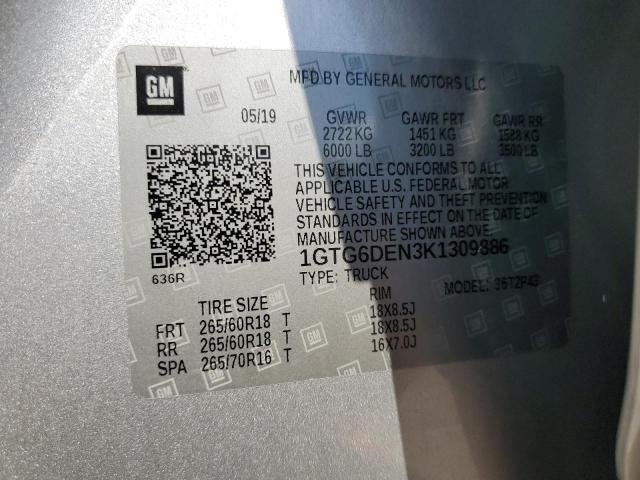 GM
MFD BY GENERAL MOTORS LLC
05/19 GVWR GAWR FRT GAWR RR
2722 KG 1451 KG 1588 KG
6000 LB 3200 LB 3500 LB
THIS VEHICLE CONFORMS TO ALL
APPLICABLE U.S. FEDERAL MOTOR
VEHICLE SAFETY AND THEFT PREVENTION
STANDARDS IN EFFECT ON THE DATE OF
MANUFACTURE SHOWN ABOVE.
1GTG6DEN3K1309886
636R TYPE: TRUCK MODEL: 36T2P43
TIRE SIZE RIM
FRT 265/60R18 T 18X8.5J
RR 265/60R18 T 18X8.5J
SPA 265/70R16 T 16X7.0J